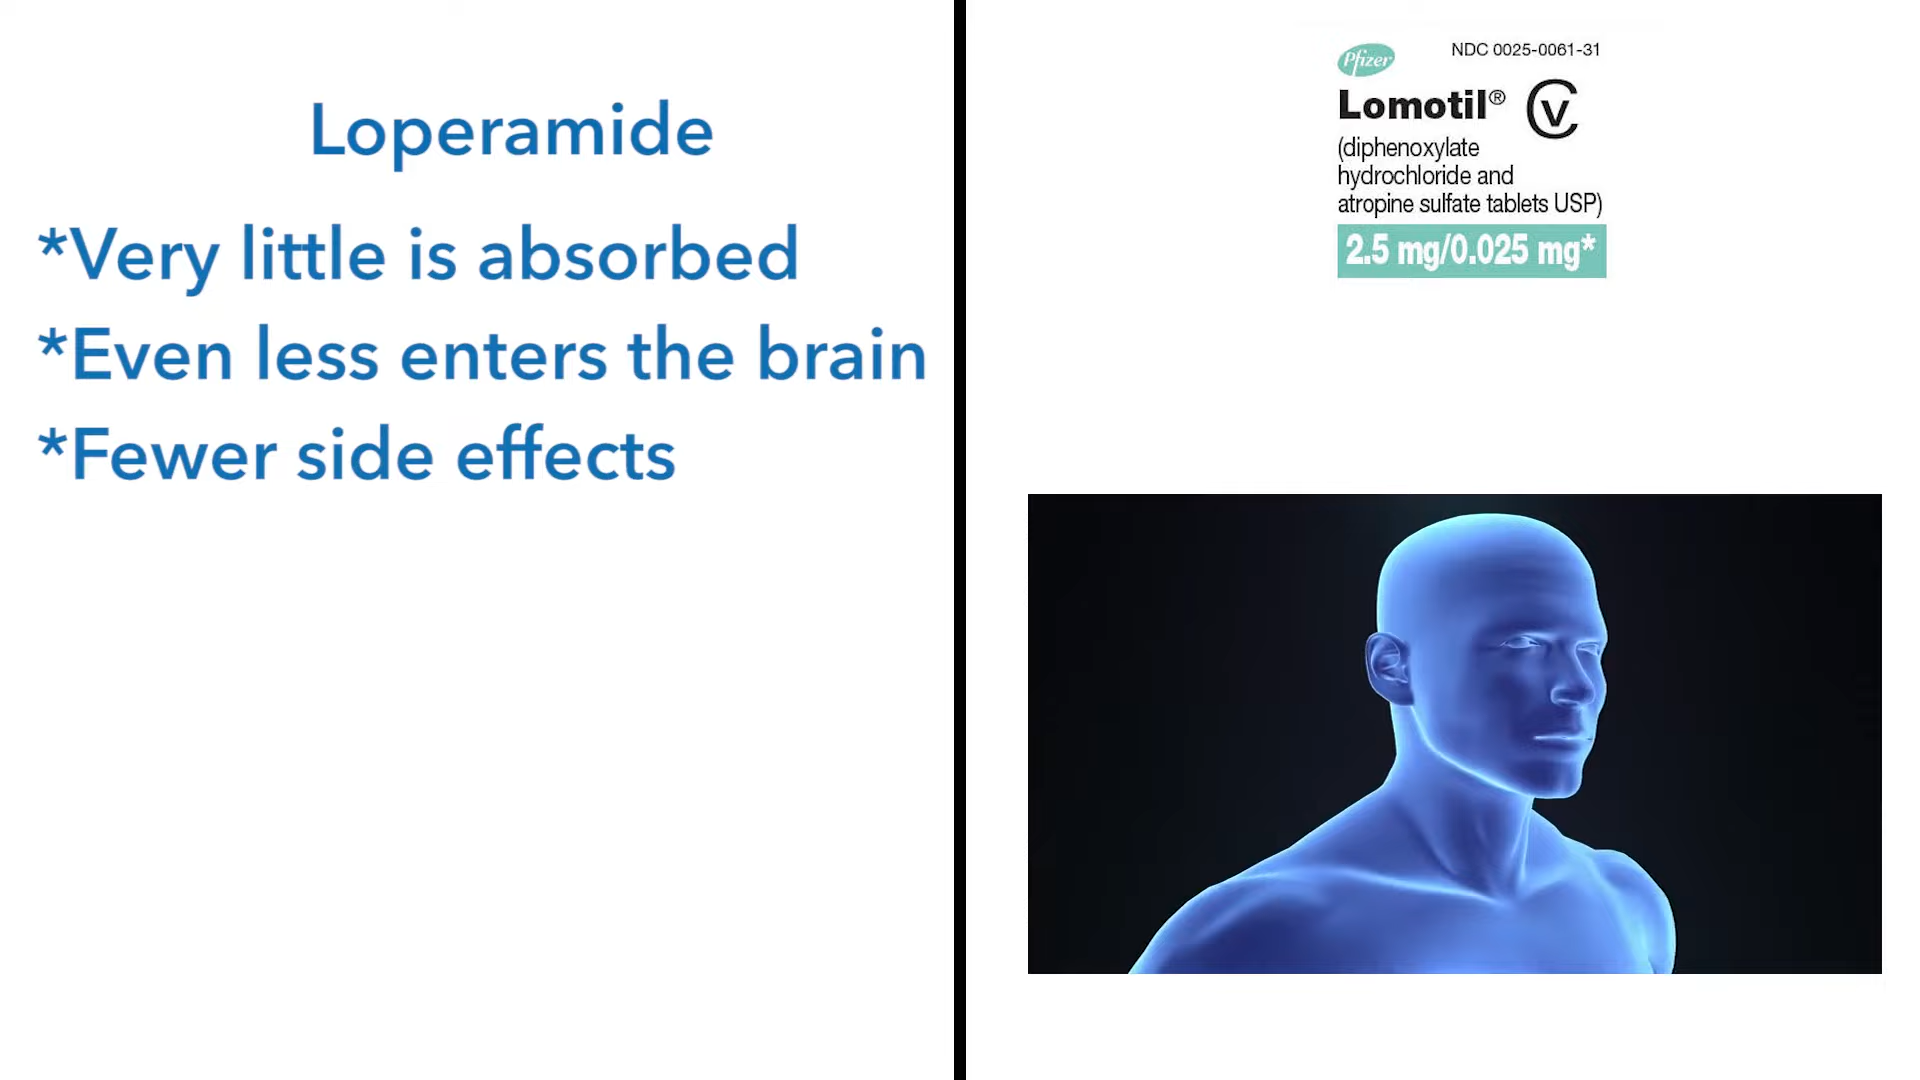 Loperamide
*Very little is absorbed
*Even less enters the brain
*Fewer side effects
Pfizer
NDC 0025-0061-31
Lomotil® CV
(diphenoxylate
hydrochloride and
atropine sulfate tablets USP)
2.5 mg/0.025 mg*